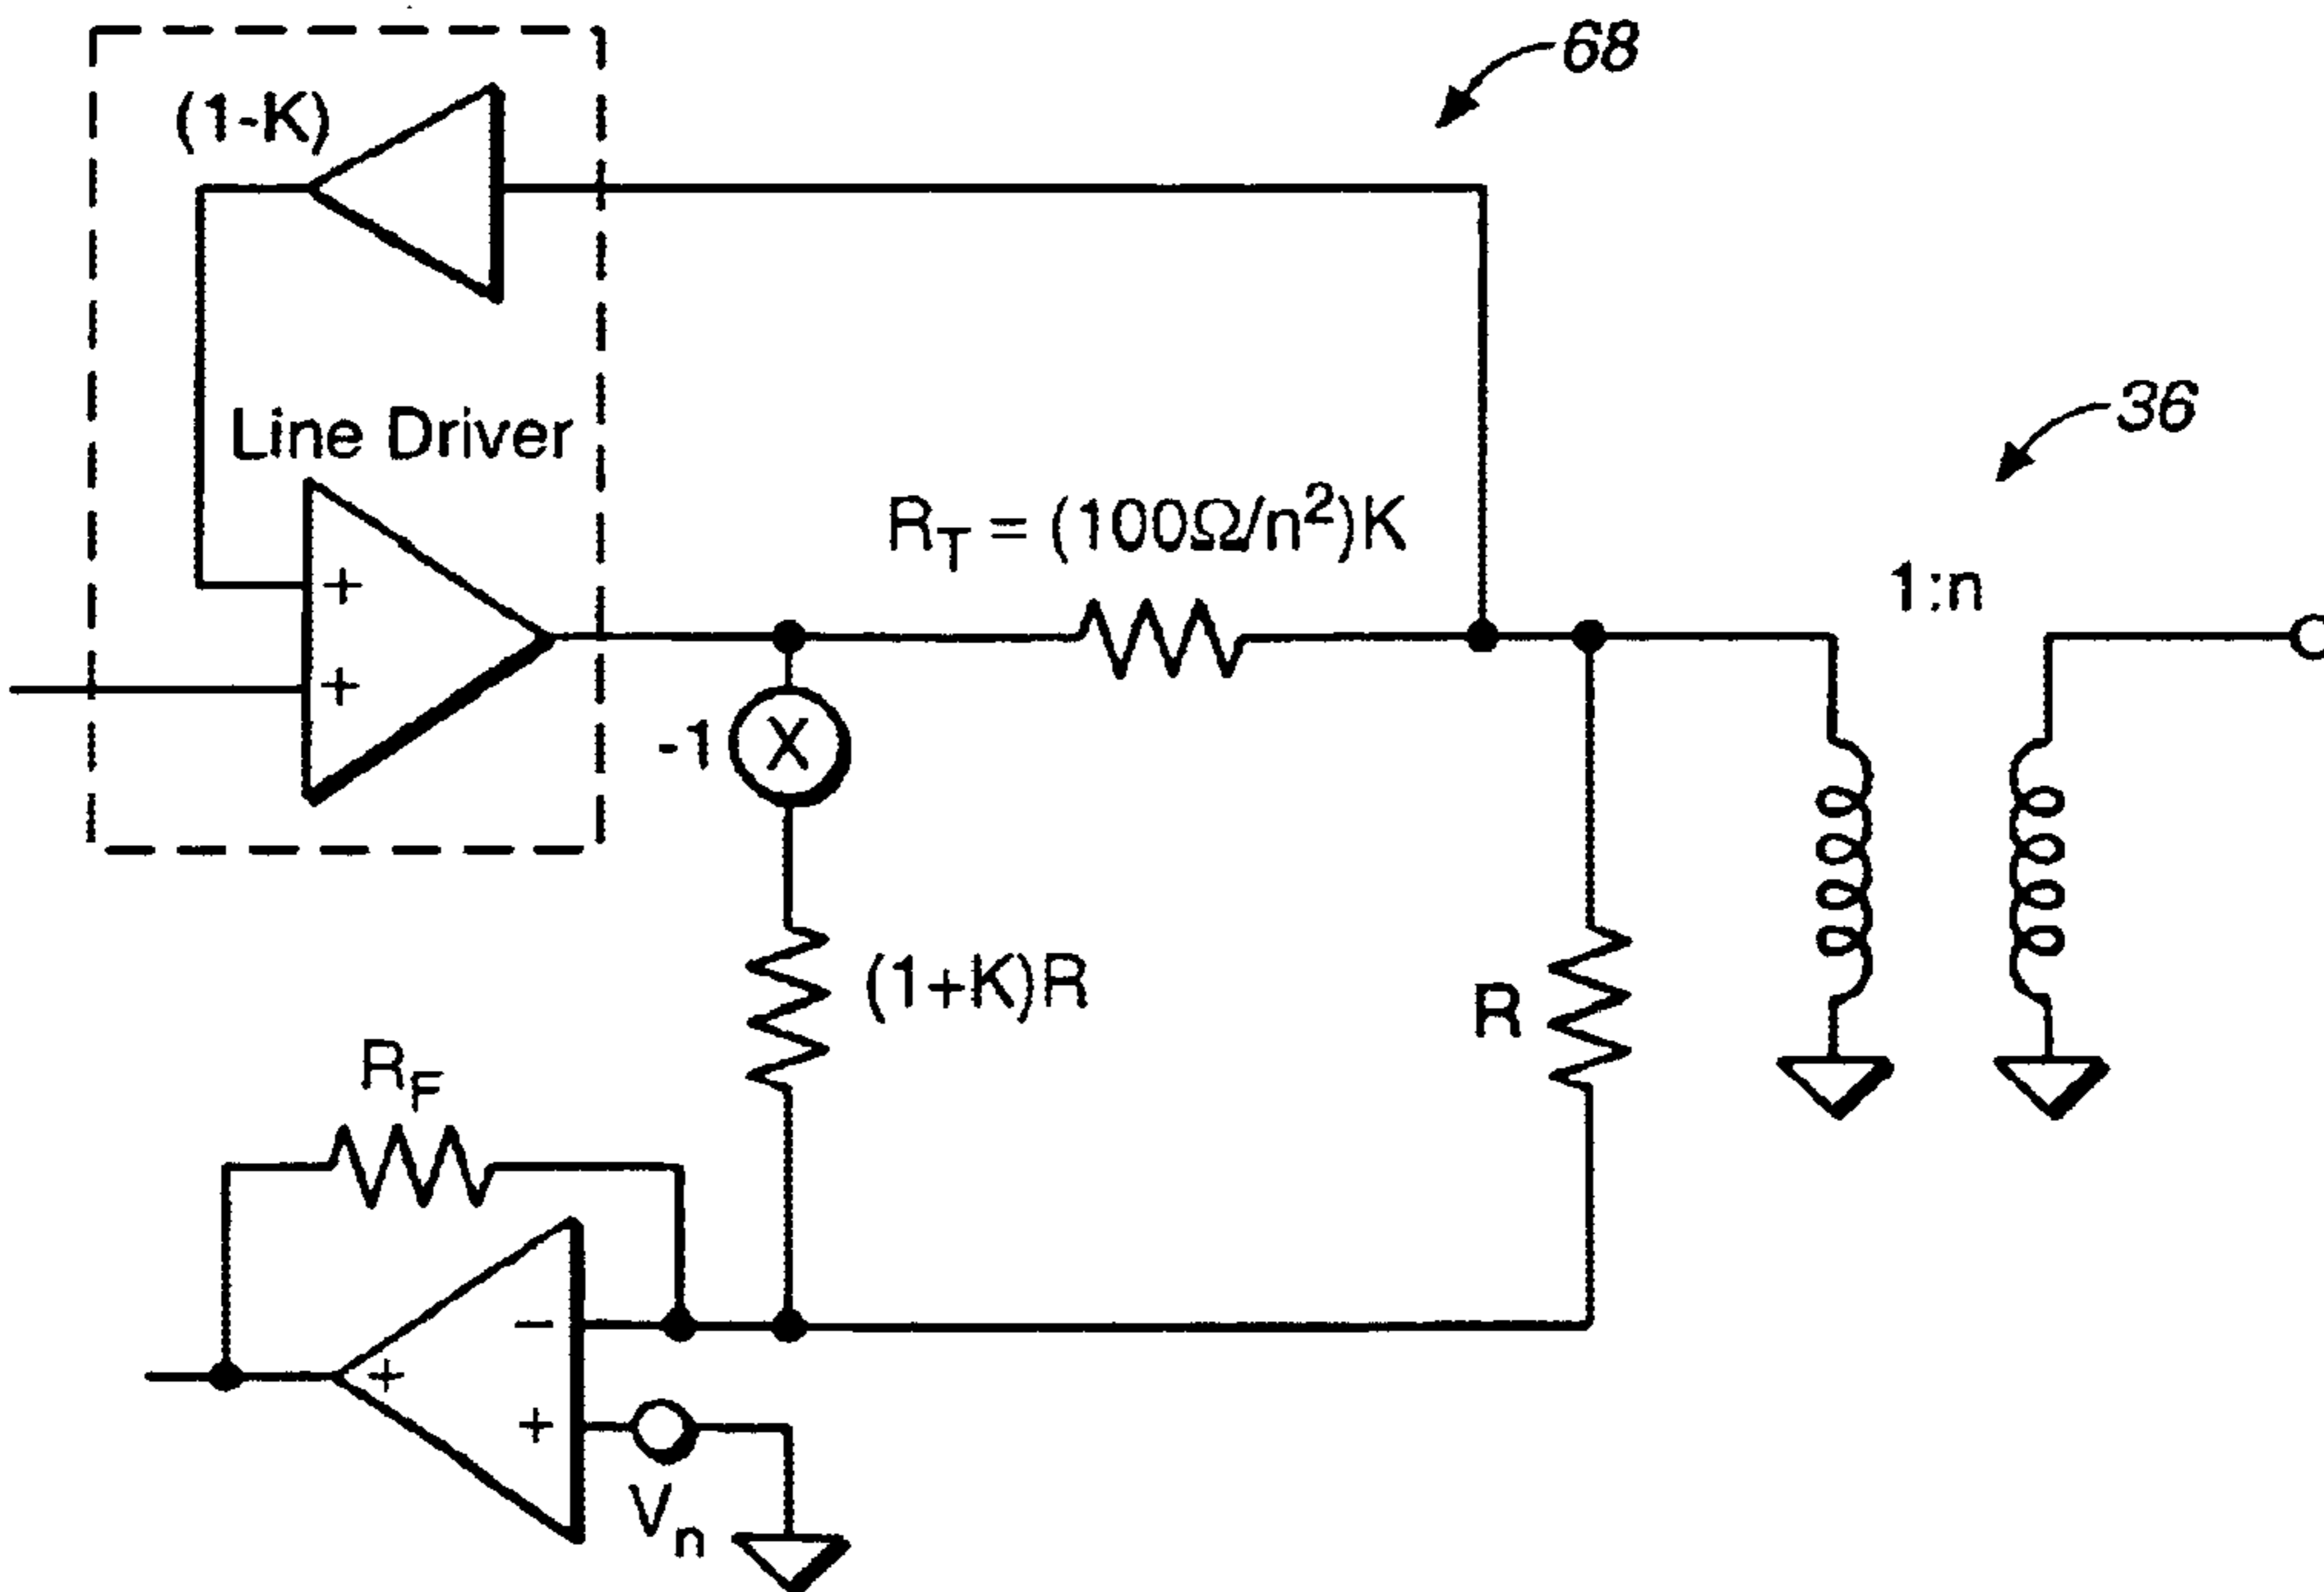 68
(1-K)
36
Line Driver
R_T = (100Ω/n²)K
1:n
+
+
-1
X
(1+K)R
R
R_F
−
+
+
V_n